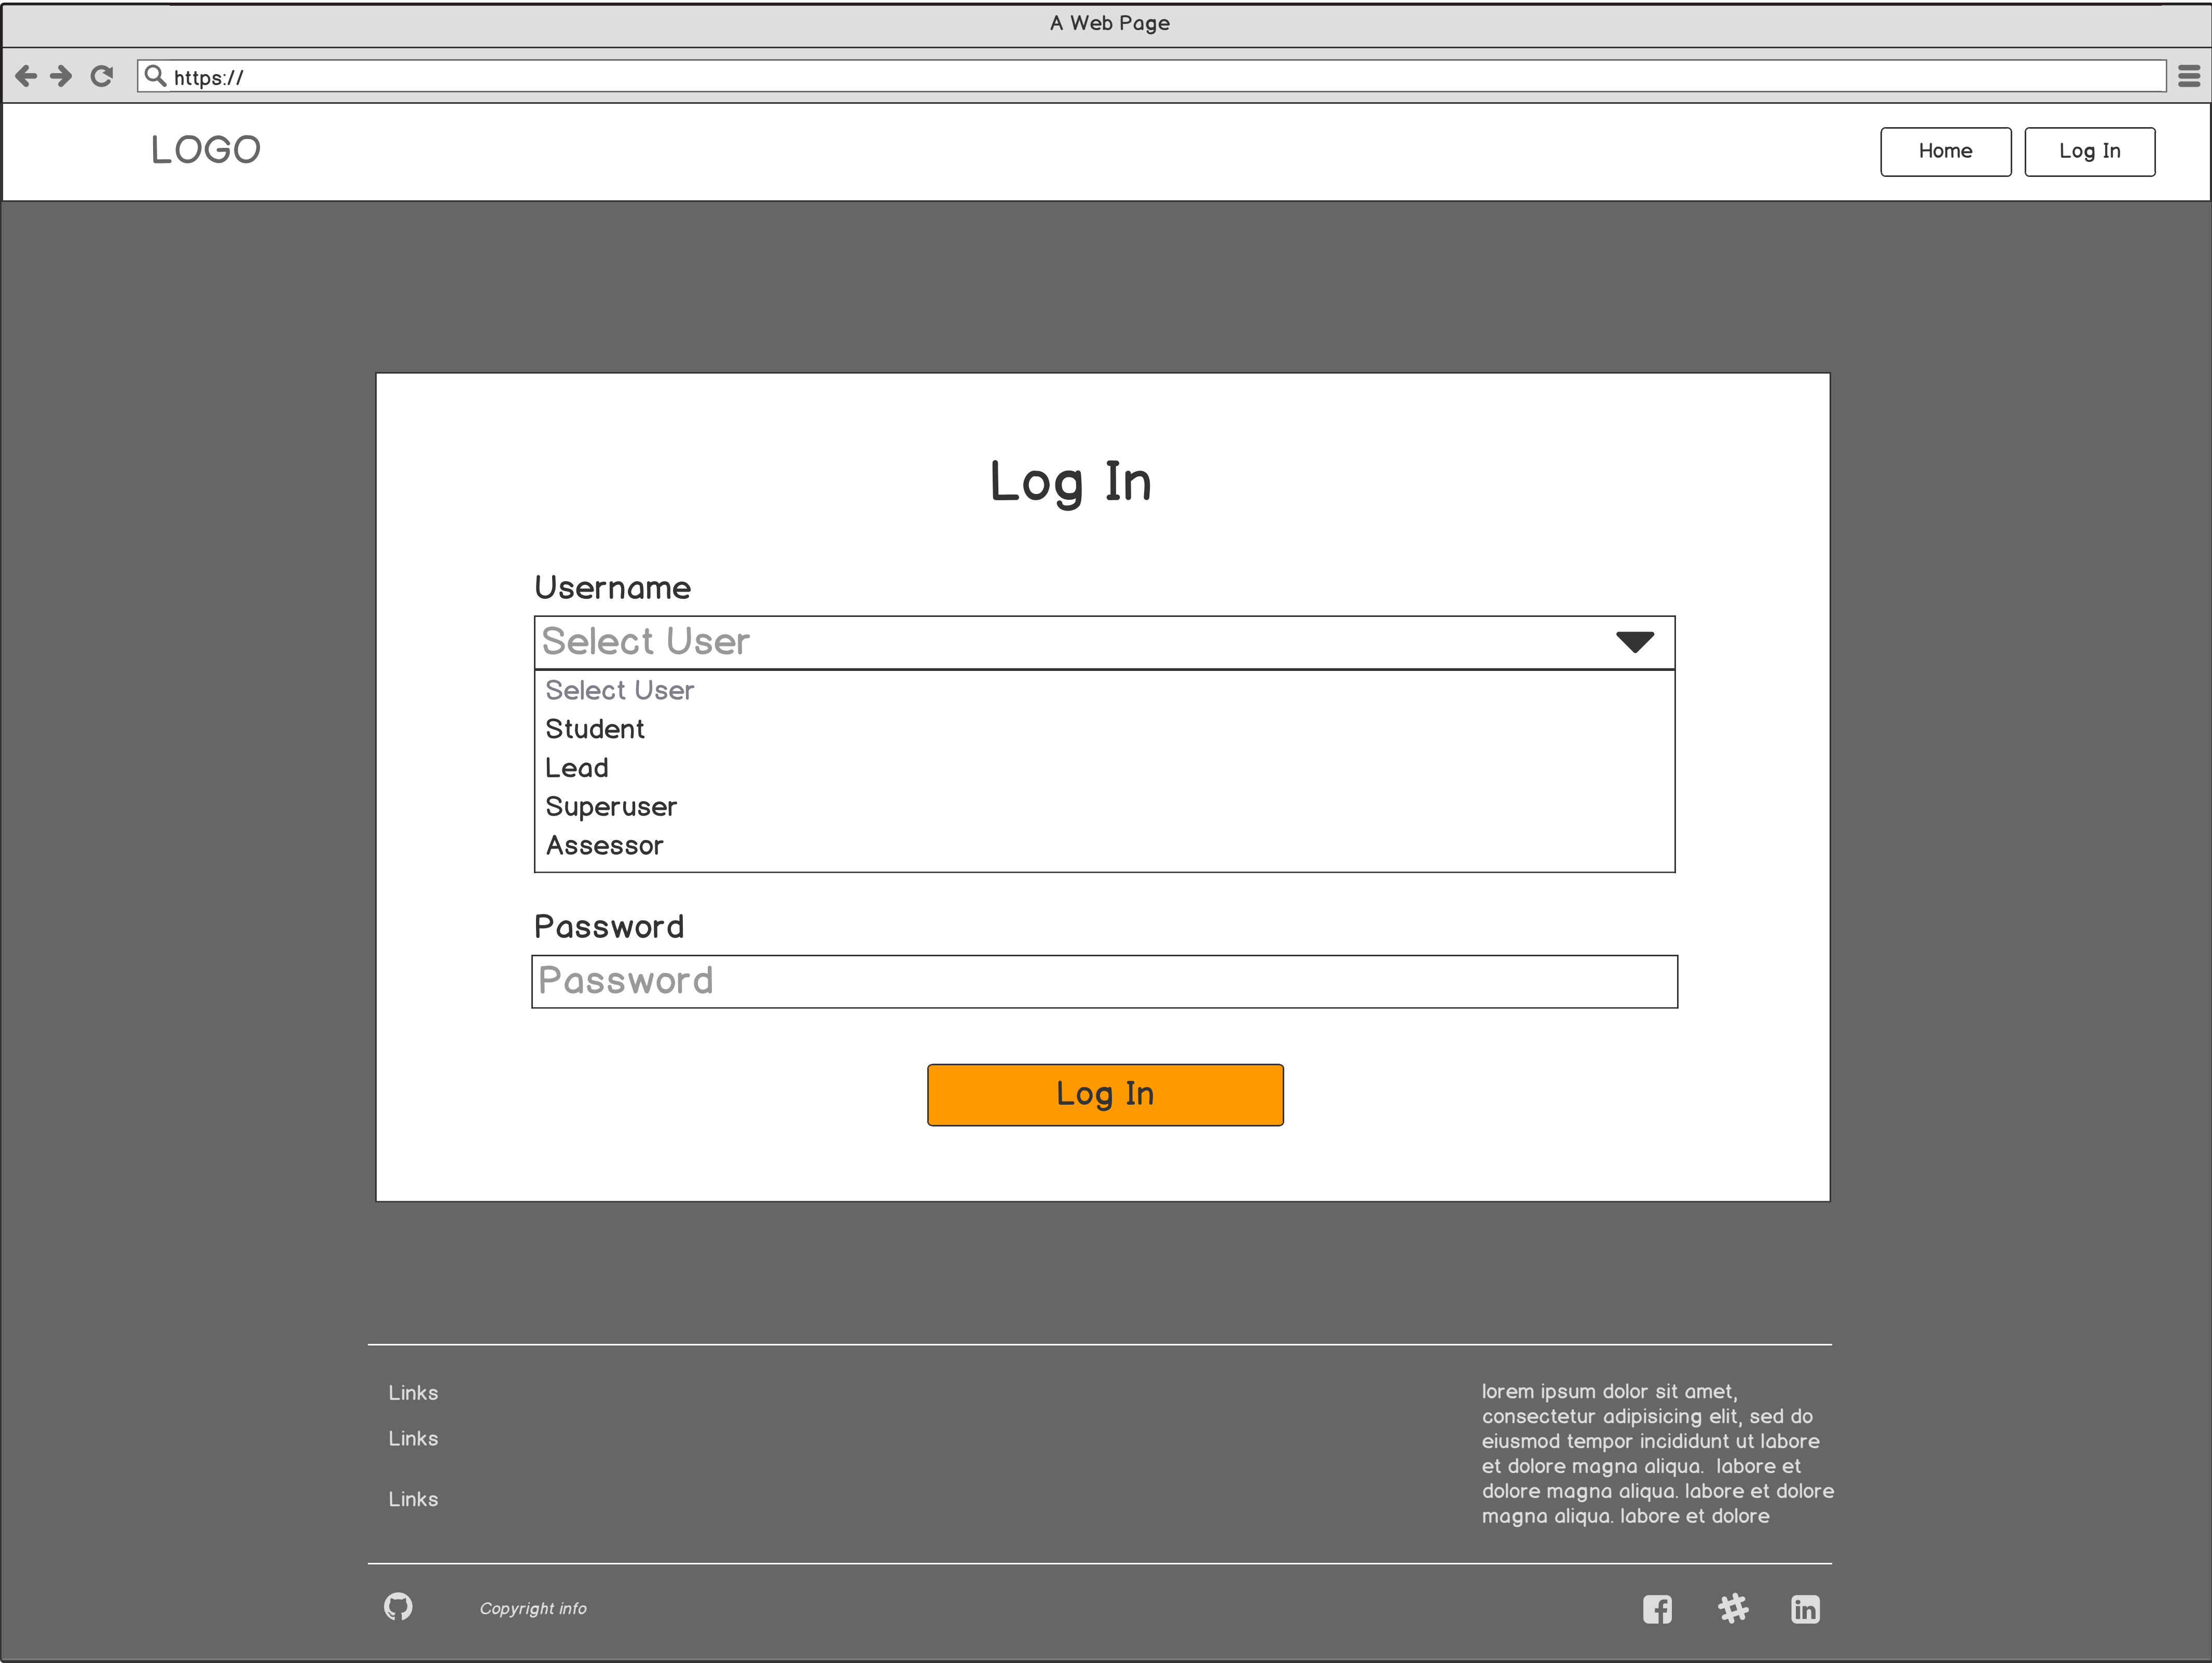 A Web Page
https://
LOGO
Home
Log In
Log In
Username
Select User
Select User
Student
Lead
Superuser
Assessor
Password
Password
Log In
Links
Links
Links
lorem ipsum dolor sit amet,
consectetur adipisicing elit, sed do
eiusmod tempor incididunt ut labore
et dolore magna aliqua.  labore et
dolore magna aliqua. labore et dolore
magna aliqua. labore et dolore
Copyright info